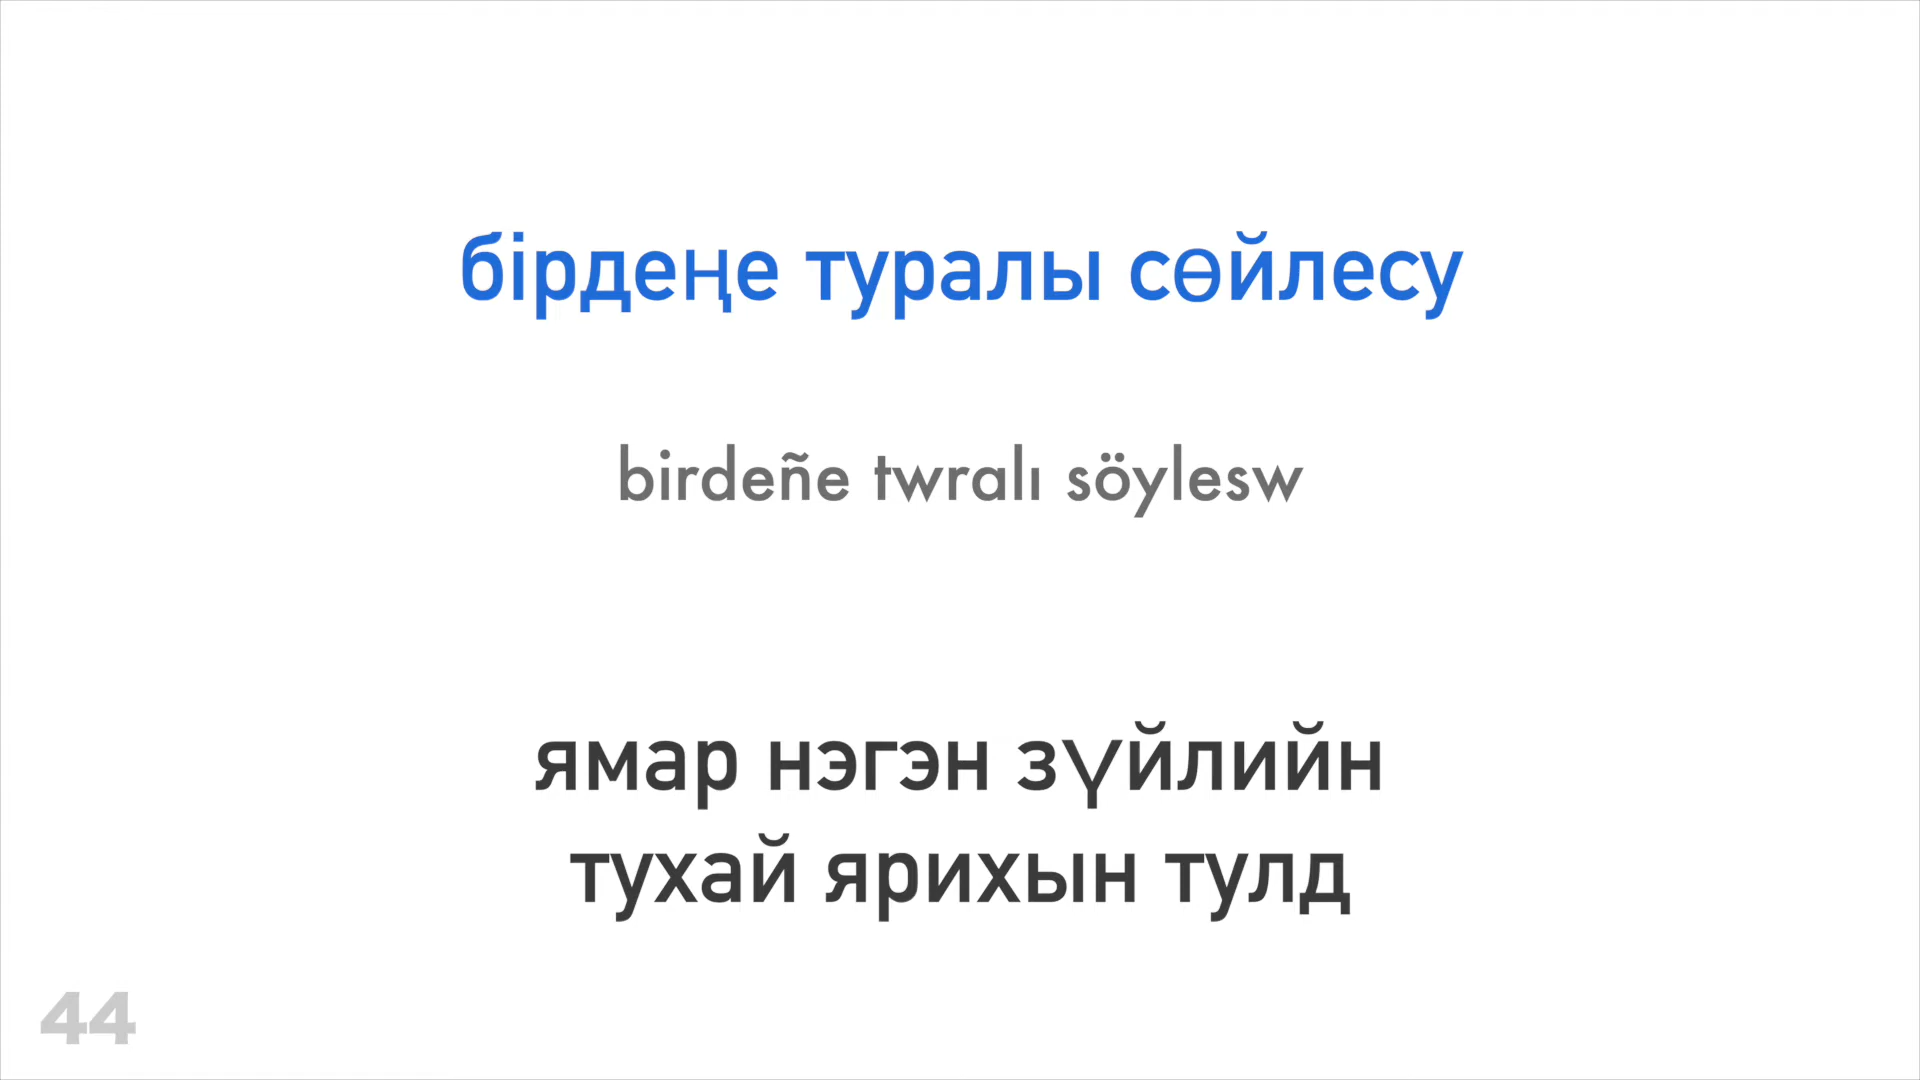 бірдеңе туралы сөйлесу
birdeñe twralı söylesw
ямар нэгэн зүйлийн
тухай ярихын тулд
44